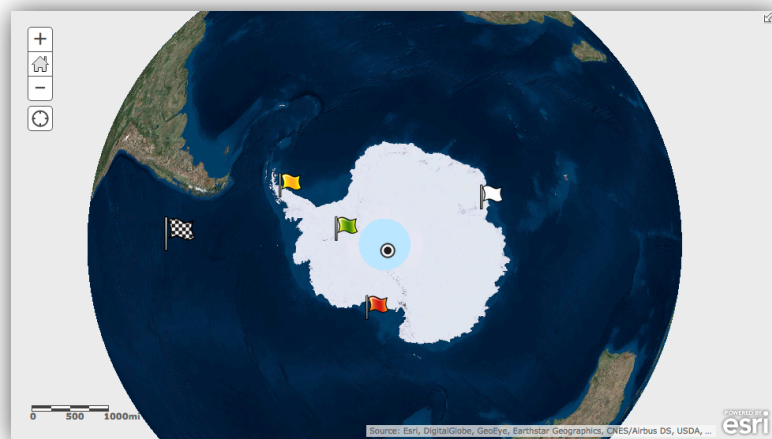 +
−
0 500 1000mi
Source: Esri, DigitalGlobe, GeoEye, Earthstar Geographics, CNES/Airbus DS, USDA, ...
POWERED BY
esri